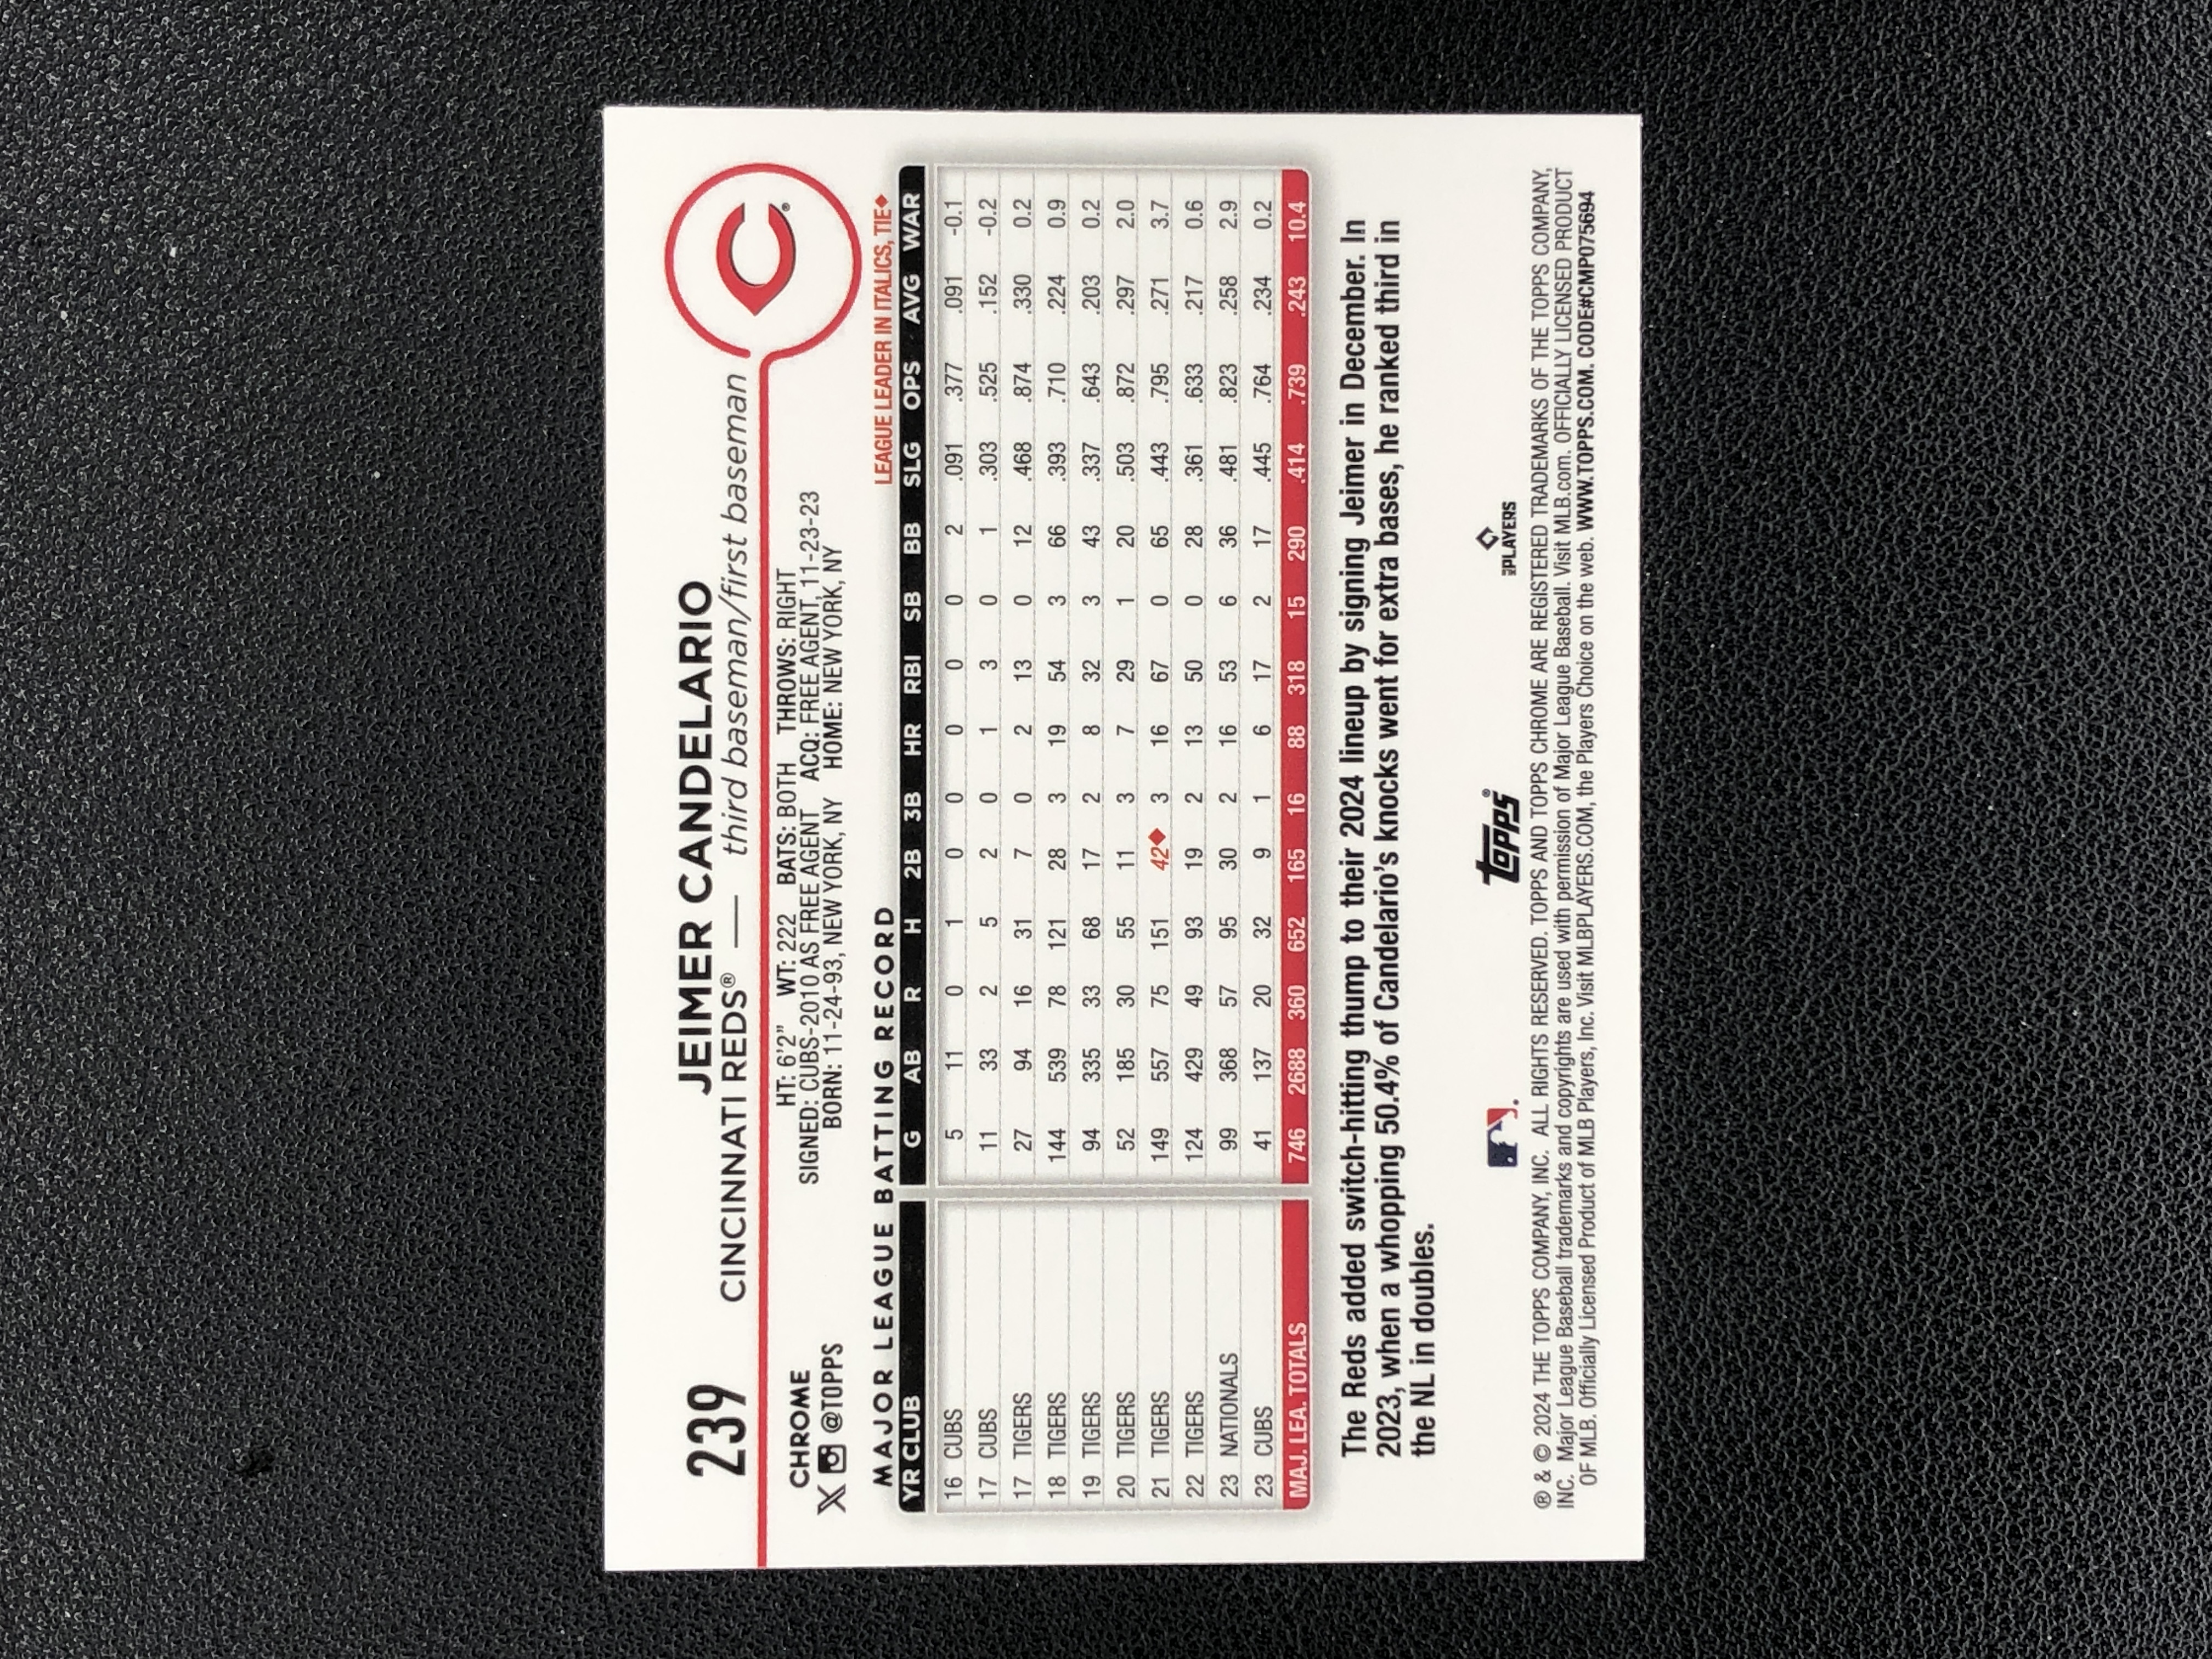 239
JEIMER CANDELARIO
CINCINNATI REDS® — third baseman/first baseman
C®
CHROME
X @TOPPS
HT: 6'2" WT: 222 BATS: BOTH THROWS: RIGHT
SIGNED: CUBS-2010 AS FREE AGENT ACQ: FREE AGENT, 11-23-23
BORN: 11-24-93, NEW YORK, NY HOME: NEW YORK, NY
MAJOR LEAGUE BATTING RECORD
LEAGUE LEADER IN ITALICS, TIE◆
YR CLUB G AB R H 2B 3B HR RBI SB BB SLG OPS AVG WAR
16 CUBS 5 11 0 1 0 0 0 0 0 2 .091 .377 .091 -0.1
17 CUBS 11 33 2 5 2 0 1 3 0 1 .303 .525 .152 -0.2
17 TIGERS 27 94 16 31 7 0 2 13 0 12 .468 .874 .330 0.2
18 TIGERS 144 539 78 121 28 3 19 54 3 66 .393 .710 .224 0.9
19 TIGERS 94 335 33 68 17 2 8 32 3 43 .337 .643 .203 0.2
20 TIGERS 52 185 30 55 11 3 7 29 1 20 .503 .872 .297 2.0
21 TIGERS 149 557 75 151 42◆ 3 16 67 0 65 .443 .795 .271 3.7
22 TIGERS 124 429 49 93 19 2 13 50 0 28 .361 .633 .217 0.6
23 NATIONALS 99 368 57 95 30 2 16 53 6 36 .481 .823 .258 2.9
23 CUBS 41 137 20 32 9 1 6 17 2 17 .445 .764 .234 0.2
MAJ. LEA. TOTALS 746 2688 360 652 165 16 88 318 15 290 .414 .739 .243 10.4
The Reds added switch-hitting thump to their 2024 lineup by signing Jeimer in December. In
2023, when a whopping 50.4% of Candelario's knocks went for extra bases, he ranked third in
the NL in doubles.
topps®
MLB PLAYERS
® & © 2024 THE TOPPS COMPANY, INC. ALL RIGHTS RESERVED. TOPPS AND TOPPS CHROME ARE REGISTERED TRADEMARKS OF THE TOPPS COMPANY,
INC. Major League Baseball trademarks and copyrights are used with permission of Major League Baseball. Visit MLB.com. OFFICIALLY LICENSED PRODUCT
OF MLB. Officially Licensed Product of MLB Players, Inc. Visit MLBPLAYERS.COM, the Players Choice on the web. WWW.TOPPS.COM. CODE#CMP075694